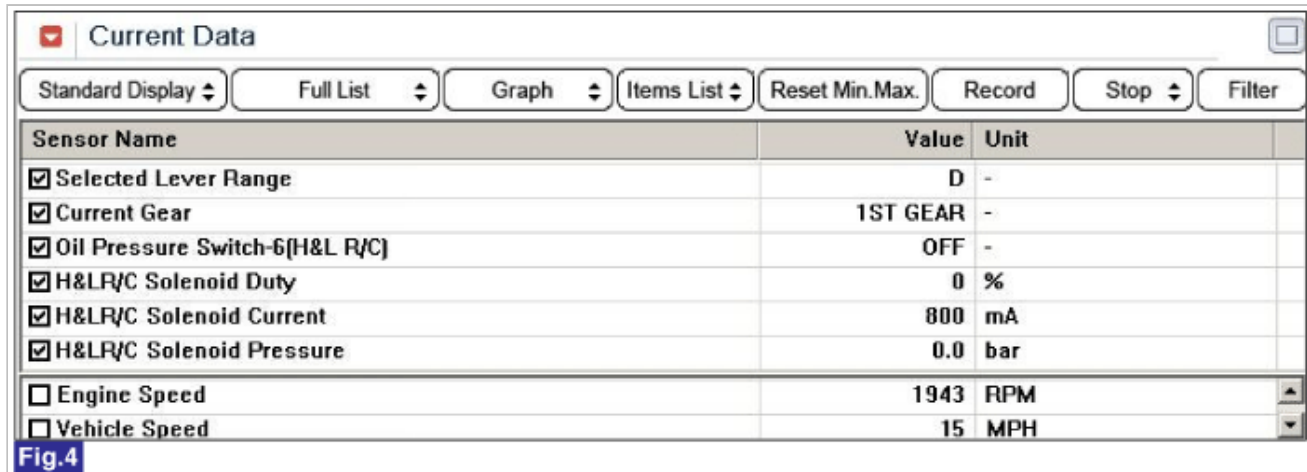 Current Data
Standard Display Full List Graph Items List Reset Min.Max. Record Stop Filter
Sensor Name Value Unit
Selected Lever Range D -
Current Gear 1ST GEAR -
Oil Pressure Switch-6(H&L R/C) OFF -
H&LR/C Solenoid Duty 0 %
H&LR/C Solenoid Current 800 mA
H&LR/C Solenoid Pressure 0.0 bar
Engine Speed 1943 RPM
Vehicle Speed 15 MPH
Fig.4